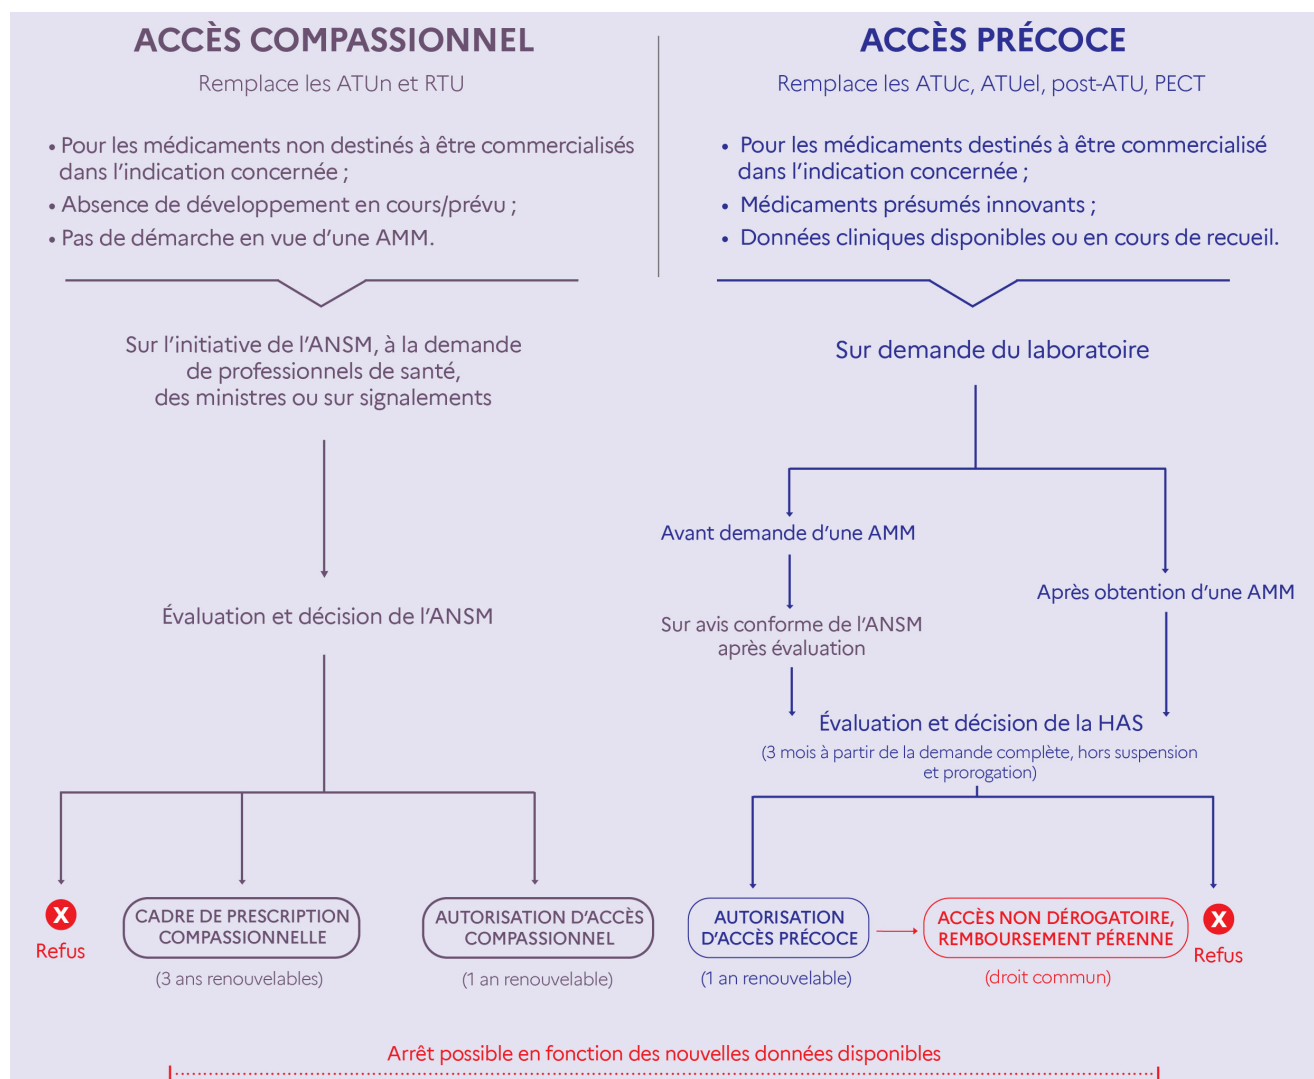 ACCÈS COMPASSIONNEL
Remplace les ATUn et RTU
• Pour les médicaments non destinés à être commercialisés
dans l'indication concernée ;
• Absence de développement en cours/prévu ;
• Pas de démarche en vue d'une AMM.
Sur l'initiative de l'ANSM, à la demande
de professionnels de santé,
des ministres ou sur signalements
Évaluation et décision de l'ANSM
X
Refus
CADRE DE PRESCRIPTION
COMPASSIONNELLE
(3 ans renouvelables)
AUTORISATION D'ACCÈS
COMPASSIONNEL
(1 an renouvelable)
ACCÈS PRÉCOCE
Remplace les ATUc, ATUel, post-ATU, PECT
• Pour les médicaments destinés à être commercialisé
dans l'indication concernée ;
• Médicaments présumés innovants ;
• Données cliniques disponibles ou en cours de recueil.
Sur demande du laboratoire
Avant demande d'une AMM
Sur avis conforme de l'ANSM
après évaluation
Après obtention d'une AMM
Évaluation et décision de la HAS
(3 mois à partir de la demande complète, hors suspension
et prorogation)
AUTORISATION
D'ACCÈS PRÉCOCE
(1 an renouvelable)
ACCÈS NON DÉROGATOIRE,
REMBOURSEMENT PÉRENNE
(droit commun)
X
Refus
Arrêt possible en fonction des nouvelles données disponibles